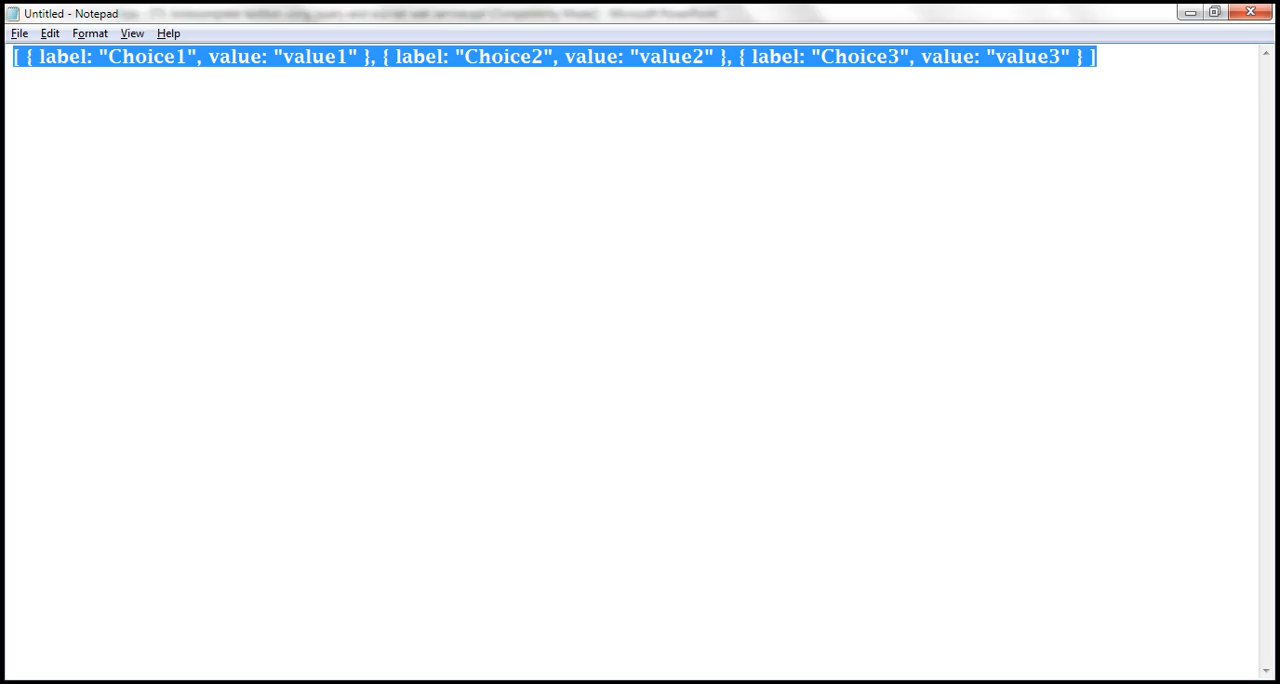 Untitled - Notepad
File Edit Format View Help
[ { label: "Choice1", value: "value1" }, { label: "Choice2", value: "value2" }, { label: "Choice3", value: "value3" } ]